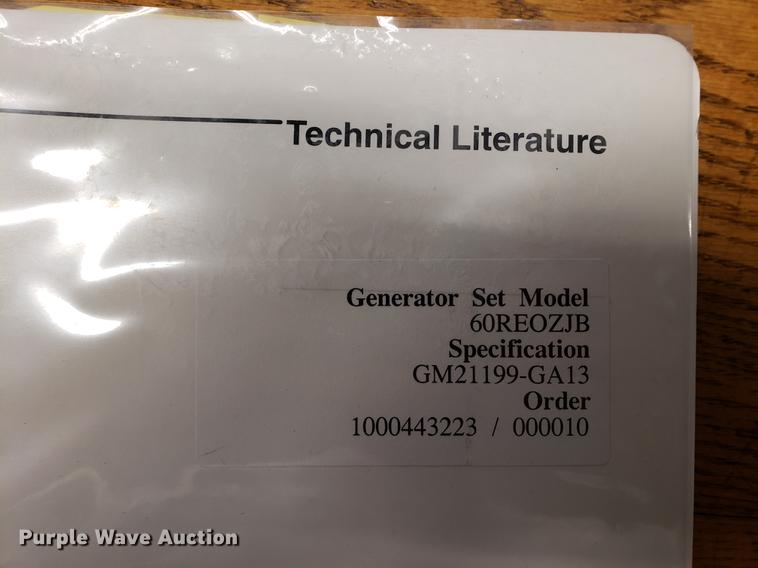 Technical Literature
Generator Set Model
60REOZJB
Specification
GM21199-GA13
Order
1000443223 / 000010
Purple Wave Auction